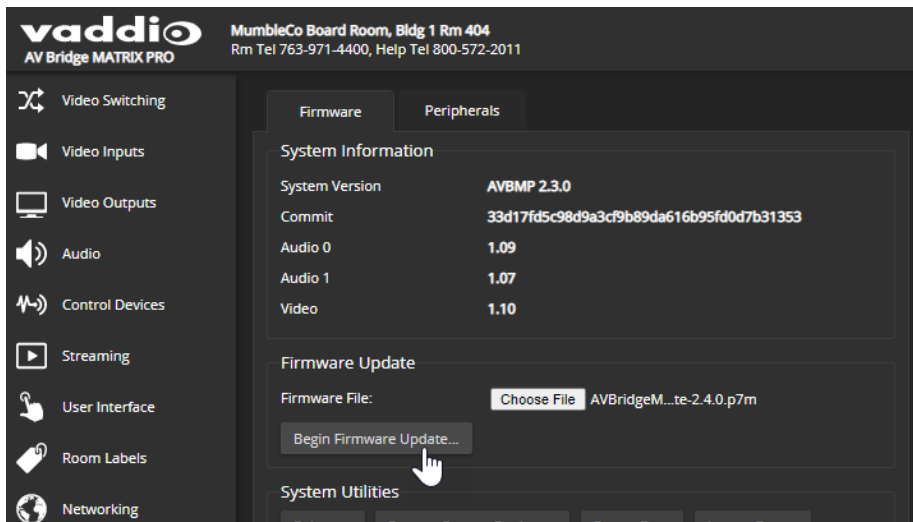 vaddio
AV Bridge MATRIX PRO
MumbleCo Board Room, Bldg 1 Rm 404
Rm Tel 763-971-4400, Help Tel 800-572-2011
Video Switching
Video Inputs
Video Outputs
Audio
Control Devices
Streaming
User Interface
Room Labels
Networking
Firmware Peripherals
System Information
System Version AVBMP 2.3.0
Commit 33d17fd5c98d9a3cf9b89da616b95fd0d7b31353
Audio 0 1.09
Audio 1 1.07
Video 1.10
Firmware Update
Firmware File: Choose File AVBridgeM...te-2.4.0.p7m
Begin Firmware Update...
System Utilities